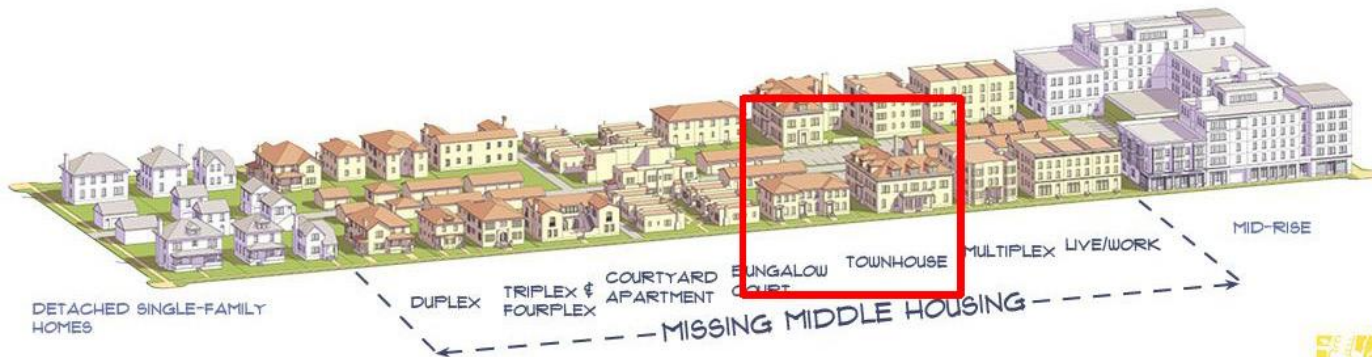 DETACHED SINGLE-FAMILY
HOMES
DUPLEX
TRIPLEX &
FOURPLEX
COURTYARD
APARTMENT
BUNGALOW
COURT
TOWNHOUSE
MULTIPLEX
LIVE/WORK
MID-RISE
MISSING MIDDLE HOUSING